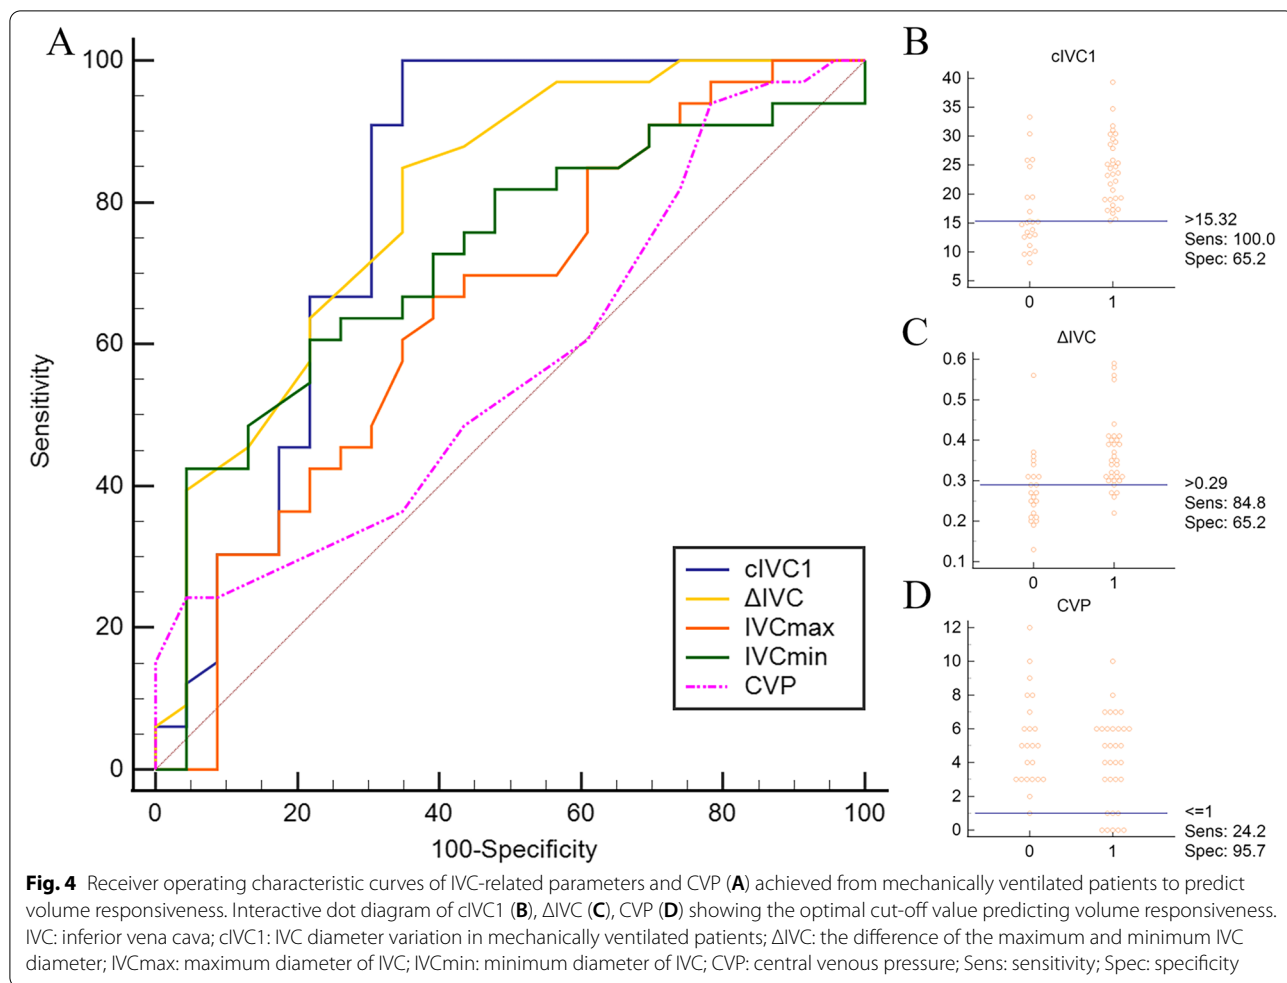 A
100
80
60
40
20
0
Sensitivity
0
20
40
60
80
100
100-Specificity
cIVC1
ΔIVC
IVCmax
IVCmin
CVP
B
cIVC1
40
35
30
25
20
15
10
5
0
1
>15.32
Sens: 100.0
Spec: 65.2
C
ΔIVC
0.6
0.5
0.4
0.3
0.2
0.1
0
1
>0.29
Sens: 84.8
Spec: 65.2
D
CVP
12
10
8
6
4
2
0
0
1
<=1
Sens: 24.2
Spec: 95.7
Fig. 4 Receiver operating characteristic curves of IVC-related parameters and CVP (A) achieved from mechanically ventilated patients to predict
volume responsiveness. Interactive dot diagram of cIVC1 (B), ΔIVC (C), CVP (D) showing the optimal cut-off value predicting volume responsiveness.
IVC: inferior vena cava; cIVC1: IVC diameter variation in mechanically ventilated patients; ΔIVC: the difference of the maximum and minimum IVC
diameter; IVCmax: maximum diameter of IVC; IVCmin: minimum diameter of IVC; CVP: central venous pressure; Sens: sensitivity; Spec: specificity